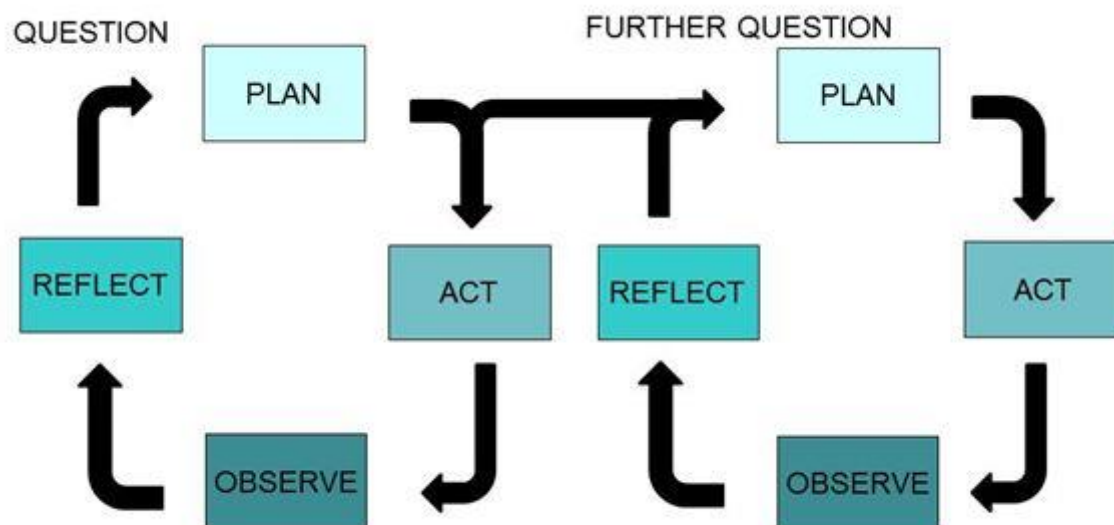 QUESTION
FURTHER QUESTION
PLAN
PLAN
REFLECT
ACT
REFLECT
ACT
OBSERVE
OBSERVE